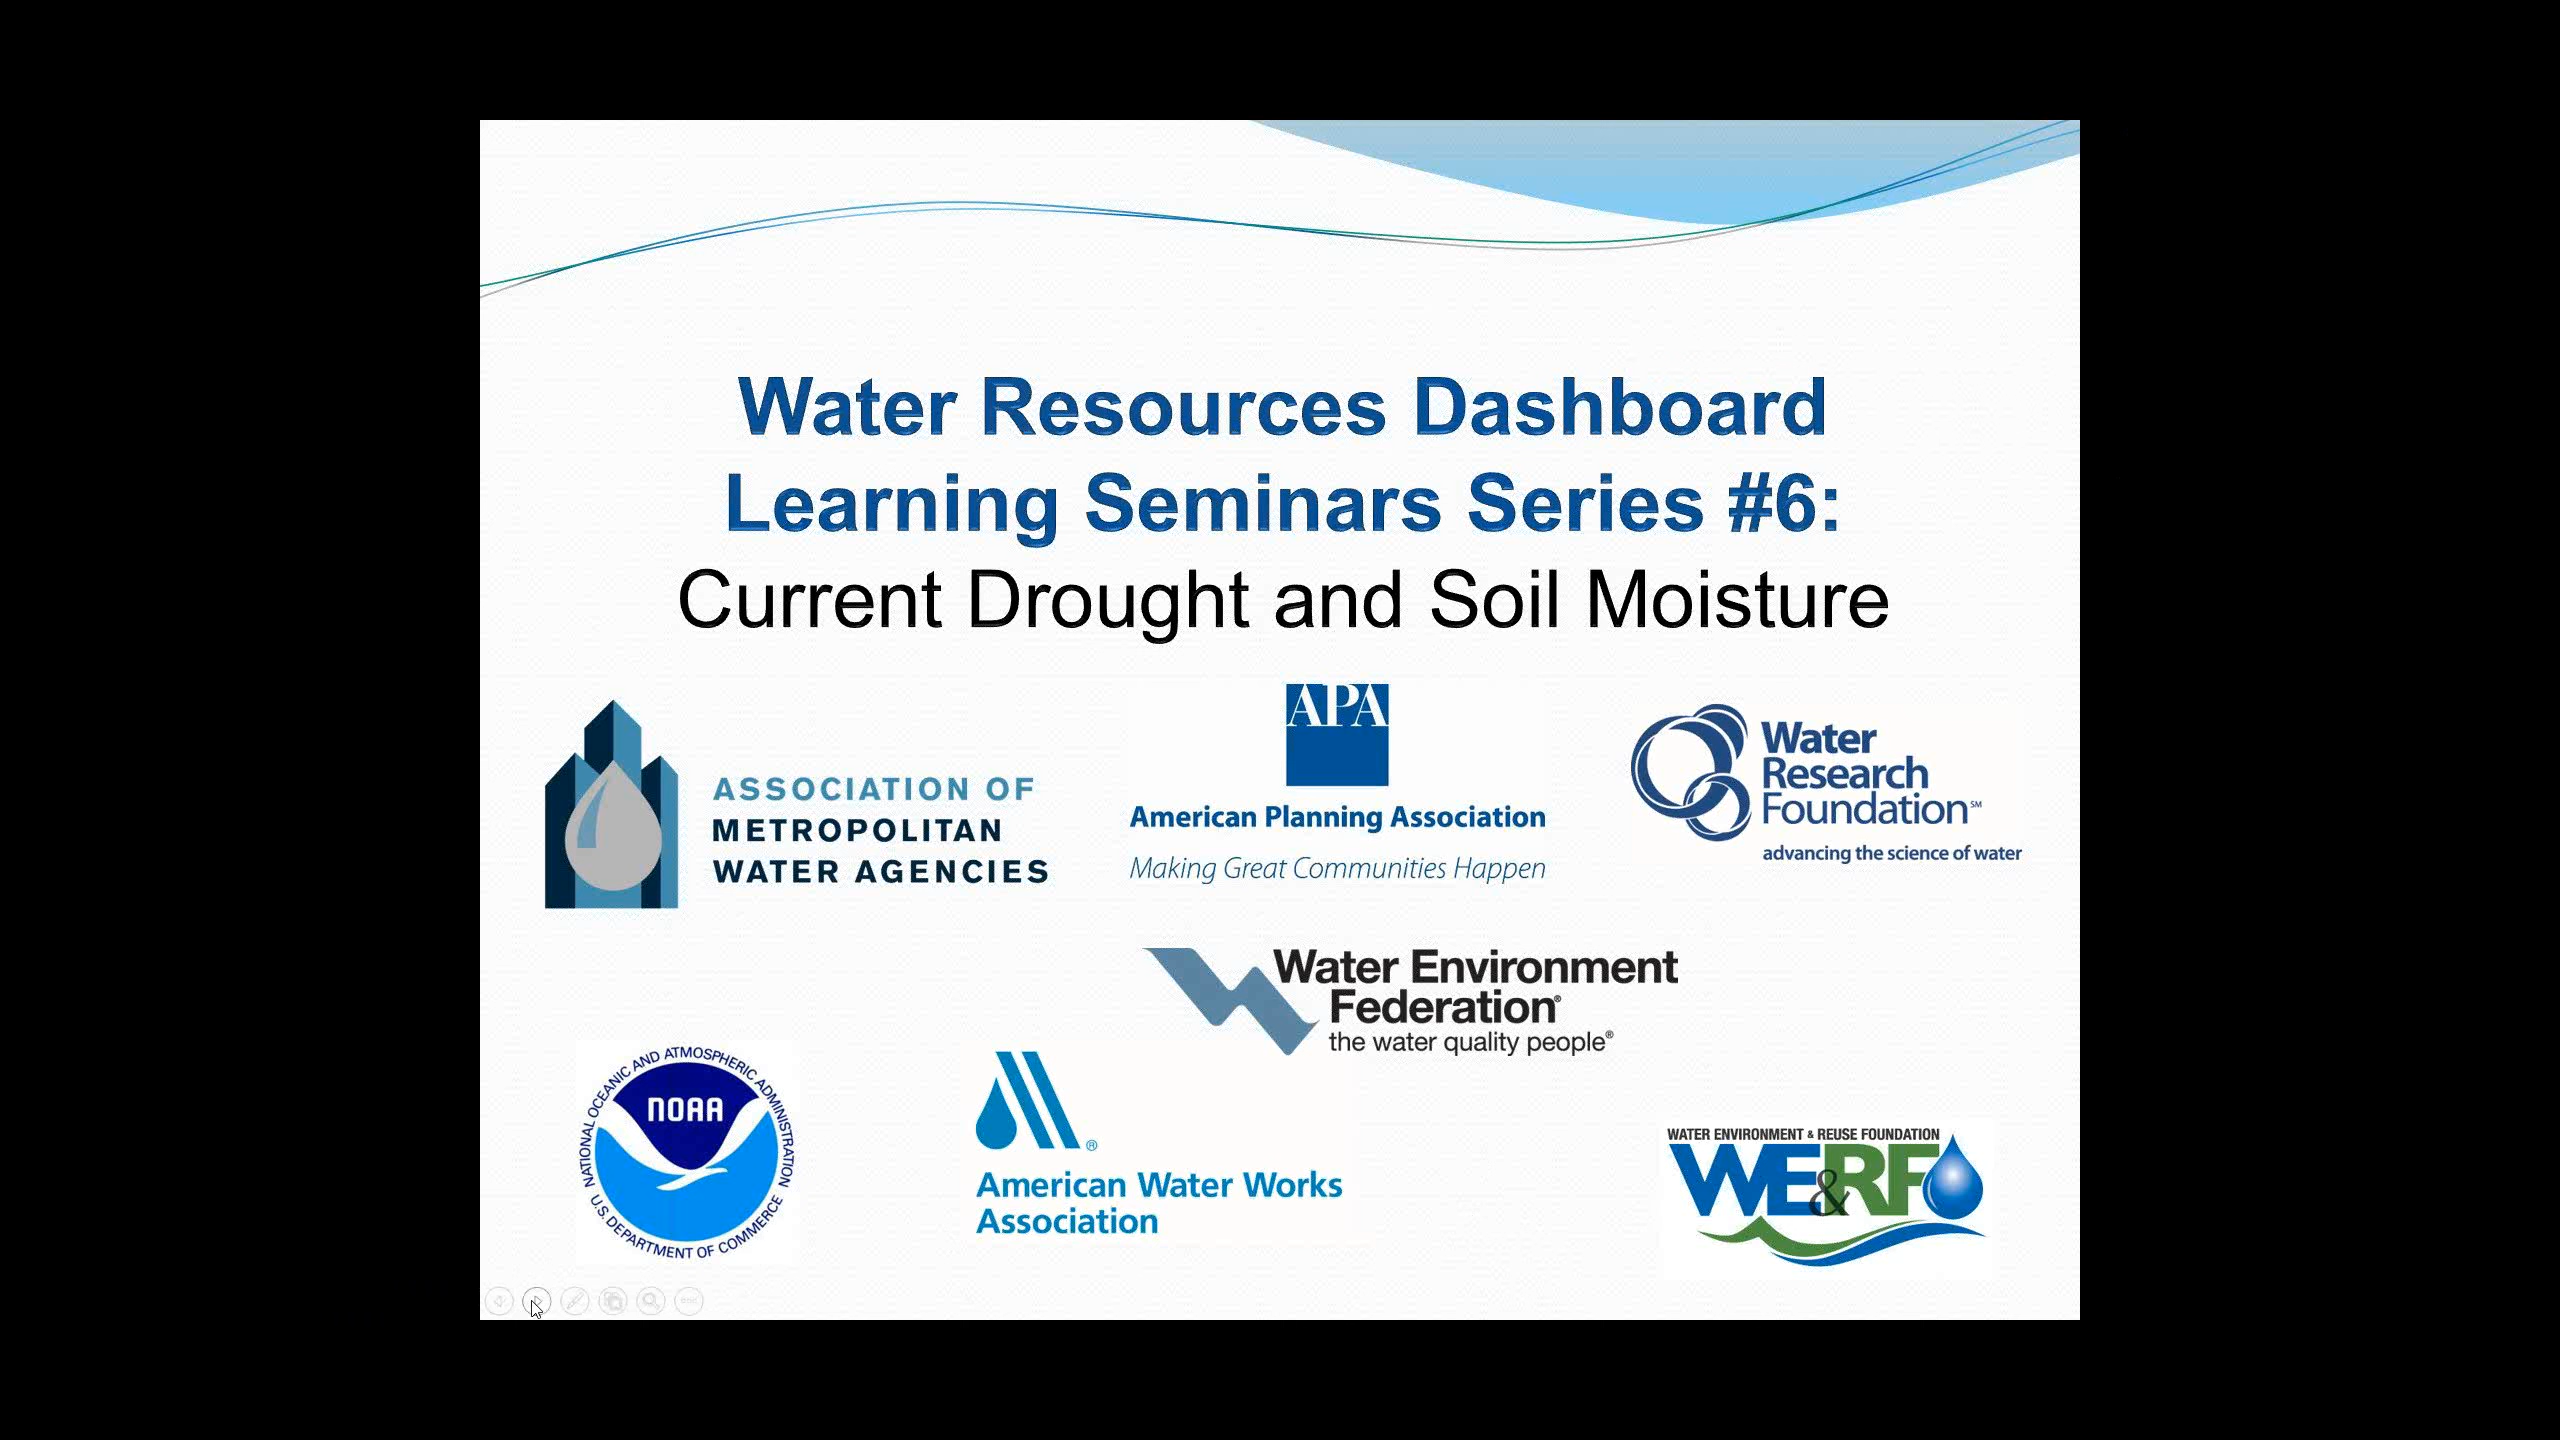 Water Resources Dashboard
Learning Seminars Series #6:
Current Drought and Soil Moisture
ASSOCIATION OF
METROPOLITAN
WATER AGENCIES
APA
American Planning Association
Making Great Communities Happen
Water
Research
Foundation℠
advancing the science of water
Water Environment
Federation®
the water quality people®
NATIONAL OCEANIC AND ATMOSPHERIC ADMINISTRATION
NOAA
U.S. DEPARTMENT OF COMMERCE
®
American Water Works
Association
WATER ENVIRONMENT & REUSE FOUNDATION
WE&RF